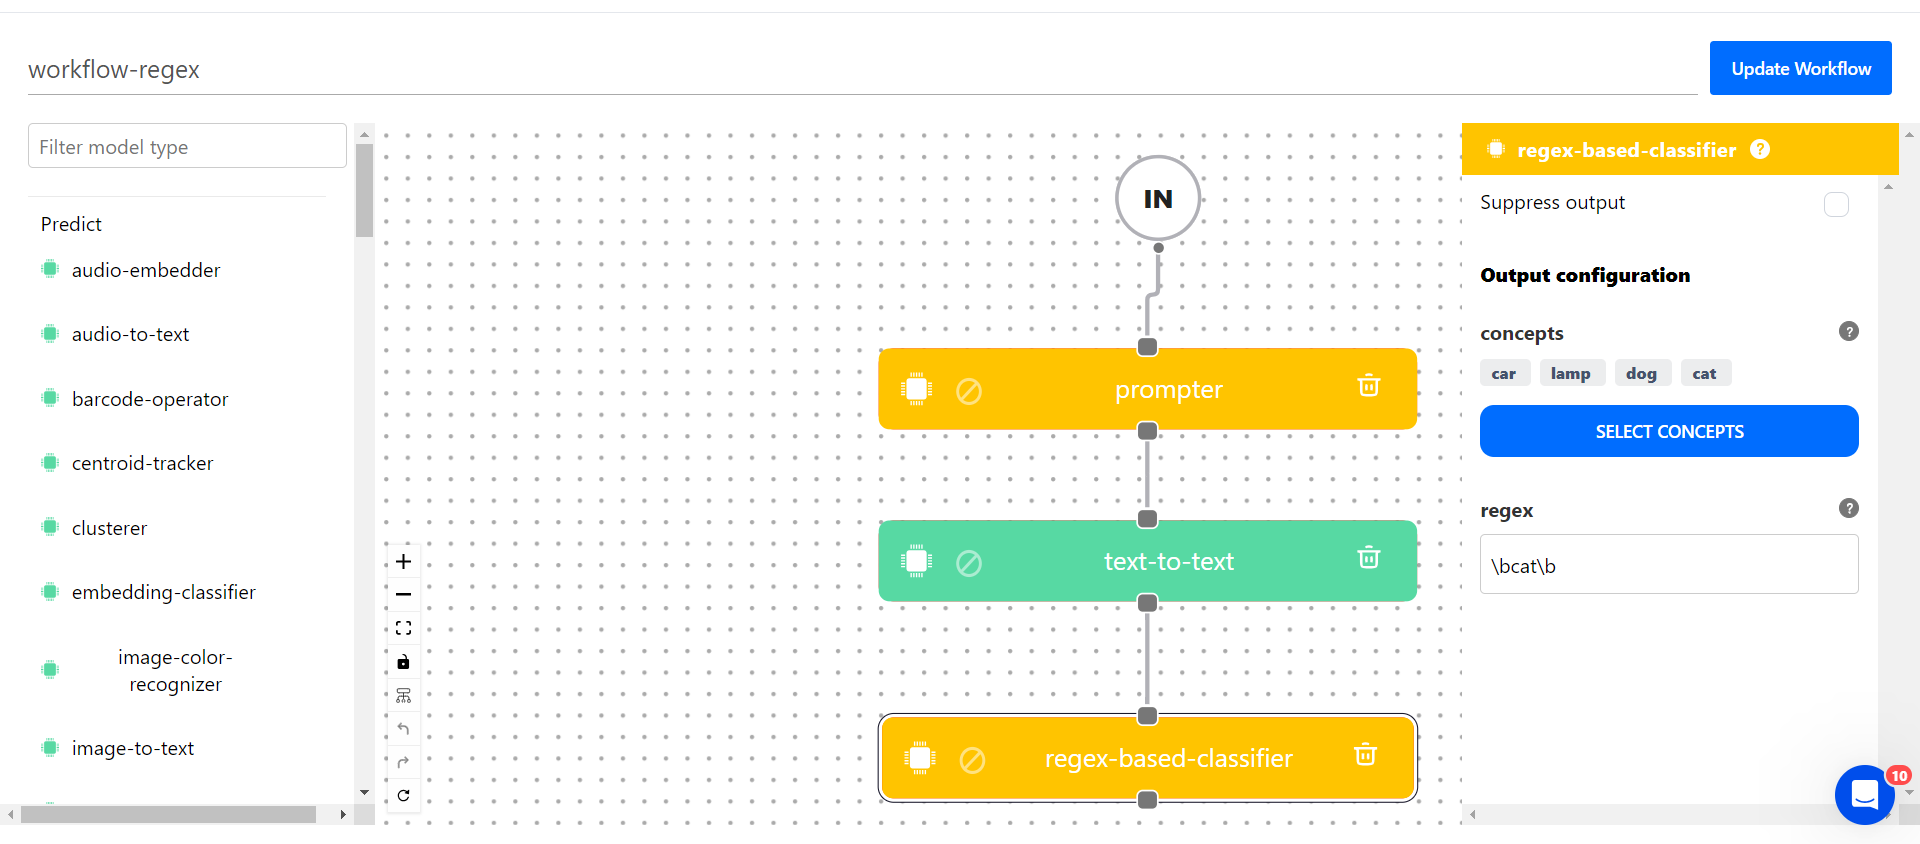 workflow-regex
Update Workflow
Filter model type
Predict
audio-embedder
audio-to-text
barcode-operator
centroid-tracker
clusterer
embedding-classifier
image-color-
recognizer
image-to-text
IN
prompter
text-to-text
regex-based-classifier
regex-based-classifier ?
Suppress output
Output configuration
concepts ?
car lamp dog cat
SELECT CONCEPTS
regex ?
\bcat\b
10